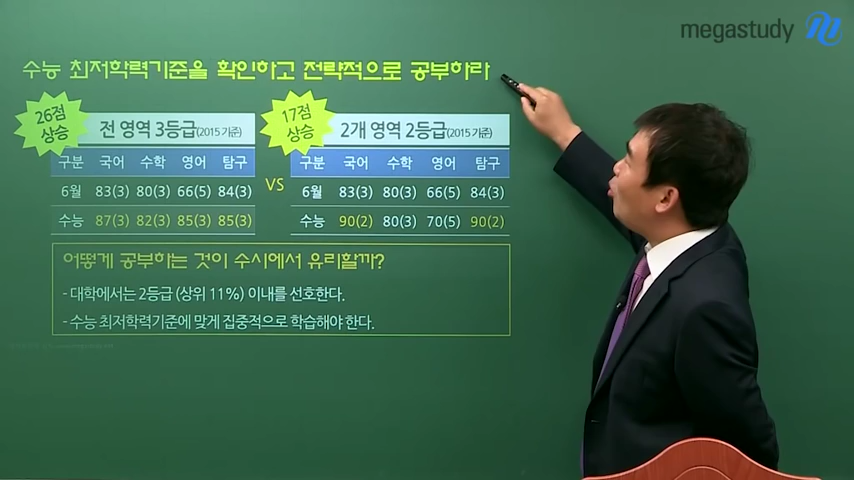 megastudy
수능 최저학력기준을 확인하고 전략적으로 공부하라
26점
상승
전 영역 3등급(2015 기준)
구분 국어 수학 영어 탐구
6월 83(3) 80(3) 66(5) 84(3)
수능 87(3) 82(3) 85(3) 85(3)
VS
17점
상승
2개 영역 2등급(2015 기준)
구분 국어 수학 영어 탐구
6월 83(3) 80(3) 66(5) 84(3)
수능 90(2) 80(3) 70(5) 90(2)
어떻게 공부하는 것이 수시에서 유리할까?
- 대학에서는 2등급 (상위 11%) 이내를 선호한다.
- 수능 최저학력기준에 맞게 집중적으로 학습해야 한다.